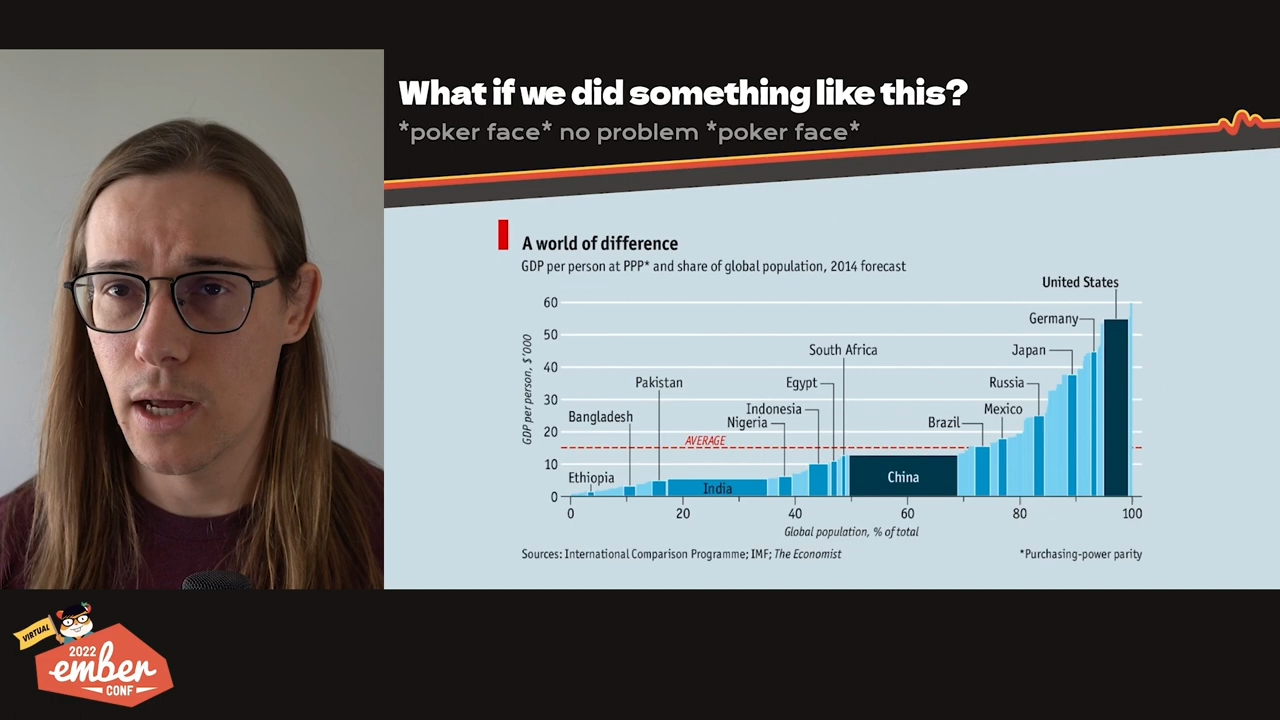 What if we did something like this?
*poker face* no problem *poker face*
A world of difference
GDP per person at PPP* and share of global population, 2014 forecast
United States
60
Germany
50
South Africa
Japan
40
Pakistan
Egypt
Russia
30
Bangladesh
Indonesia
Mexico
Nigeria
Brazil
20
AVERAGE
10
Ethiopia
India
China
0
GDP per person, $'000
0 20 40 60 80 100
Global population, % of total
Sources: International Comparison Programme; IMF; The Economist
*Purchasing-power parity
VIRTUAL
2022
ember
CONF